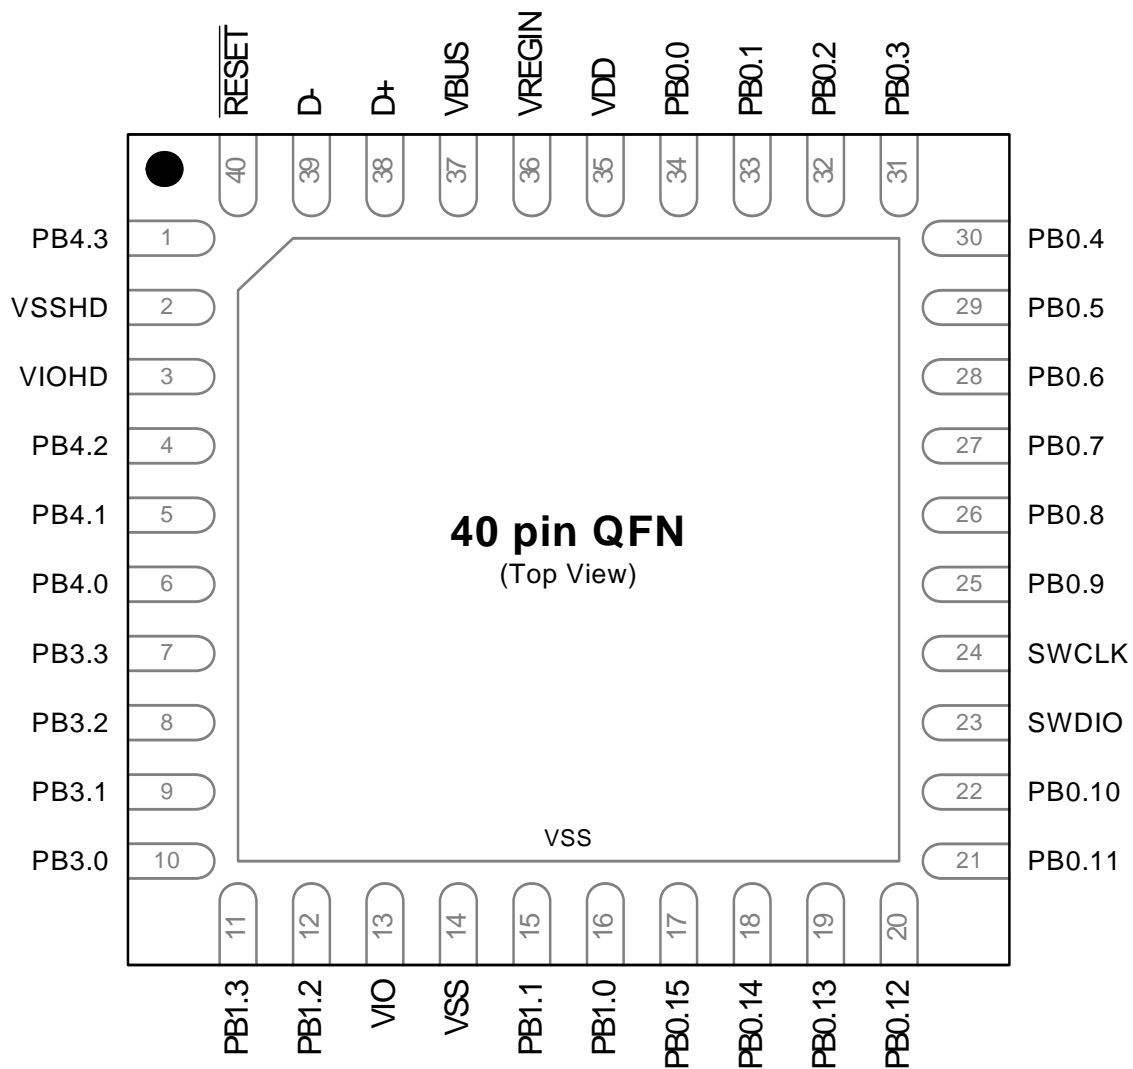 RESET
D-
D+
VBUS
VREGIN
VDD
PB0.0
PB0.1
PB0.2
PB0.3
40
39
38
37
36
35
34
33
32
31
PB4.3 1
30 PB0.4
VSSHD 2
29 PB0.5
VIOHD 3
28 PB0.6
PB4.2 4
27 PB0.7
PB4.1 5
26 PB0.8
40 pin QFN
(Top View)
PB4.0 6
25 PB0.9
PB3.3 7
24 SWCLK
PB3.2 8
23 SWDIO
PB3.1 9
22 PB0.10
VSS
PB3.0 10
21 PB0.11
11
12
13
14
15
16
17
18
19
20
PB1.3
PB1.2
VIO
VSS
PB1.1
PB1.0
PB0.15
PB0.14
PB0.13
PB0.12